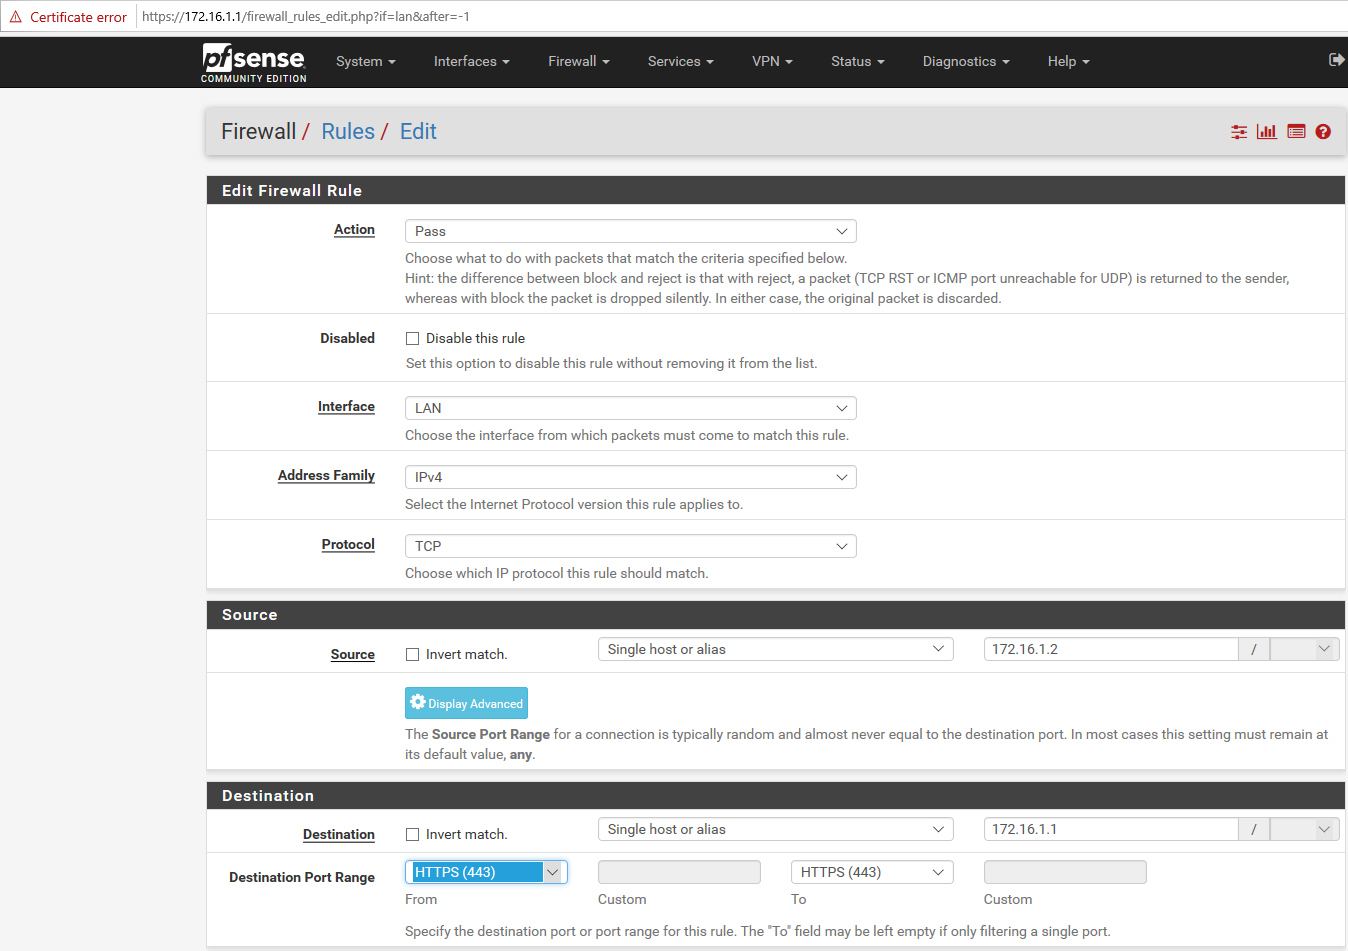 Certificate error https://172.16.1.1/firewall_rules_edit.php?if=lan&after=-1
pfsense
COMMUNITY EDITION
System Interfaces Firewall Services VPN Status Diagnostics Help
Firewall / Rules / Edit
Edit Firewall Rule
Action Pass
Choose what to do with packets that match the criteria specified below.
Hint: the difference between block and reject is that with reject, a packet (TCP RST or ICMP port unreachable for UDP) is returned to the sender,
whereas with block the packet is dropped silently. In either case, the original packet is discarded.
Disabled Disable this rule
Set this option to disable this rule without removing it from the list.
Interface LAN
Choose the interface from which packets must come to match this rule.
Address Family IPv4
Select the Internet Protocol version this rule applies to.
Protocol TCP
Choose which IP protocol this rule should match.
Source
Source Invert match. Single host or alias 172.16.1.2 /
Display Advanced
The Source Port Range for a connection is typically random and almost never equal to the destination port. In most cases this setting must remain at
its default value, any.
Destination
Destination Invert match. Single host or alias 172.16.1.1 /
Destination Port Range HTTPS (443) HTTPS (443)
From Custom To Custom
Specify the destination port or port range for this rule. The "To" field may be left empty if only filtering a single port.